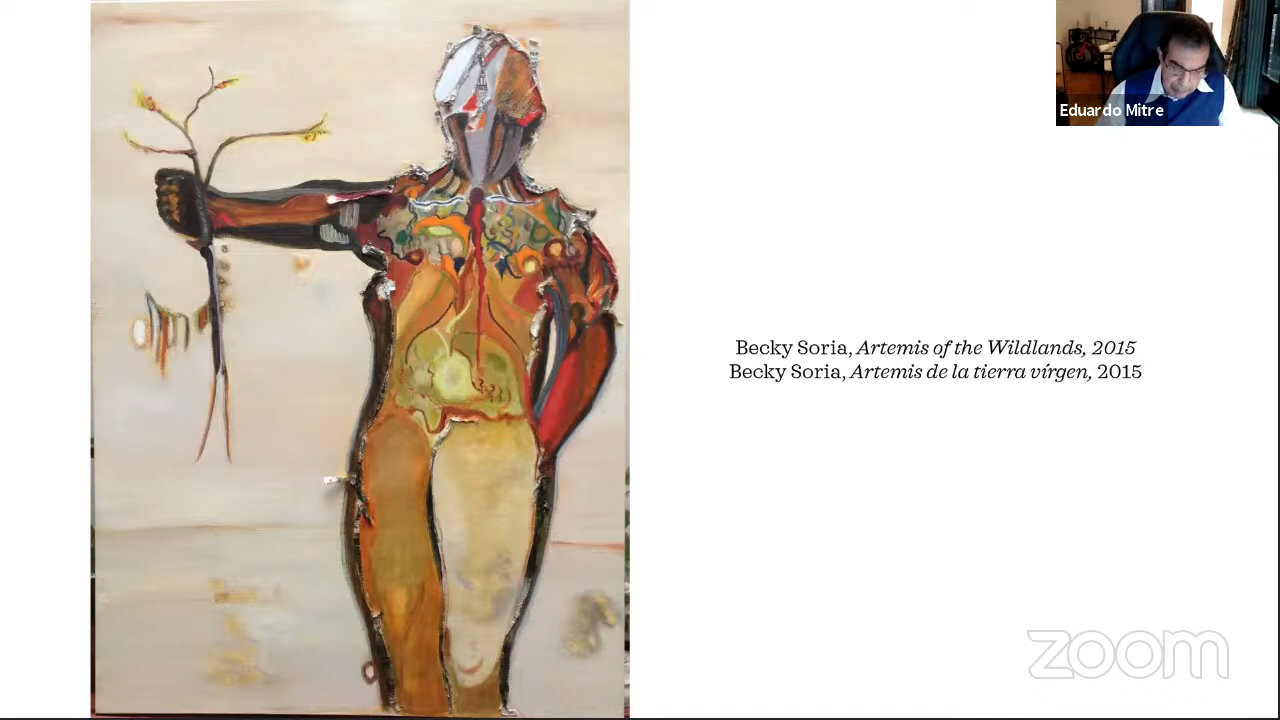 Eduardo Mitre
Becky Soria, Artemis of the Wildlands, 2015
Becky Soria, Artemis de la tierra vírgen, 2015
zoom